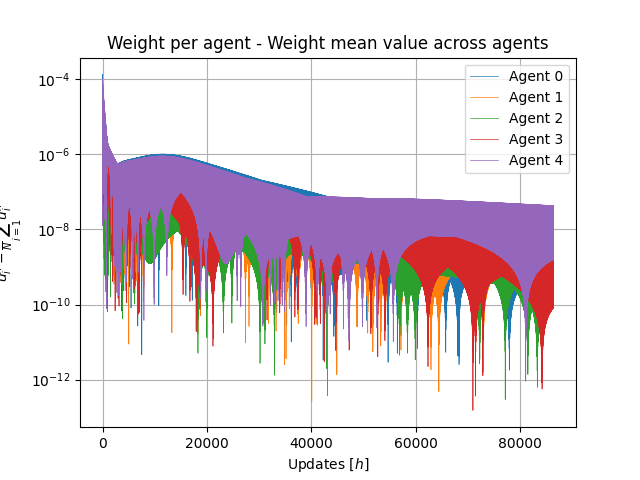 Weight per agent - Weight mean value across agents
Agent 0
Agent 1
Agent 2
Agent 3
Agent 4
10⁻⁴
10⁻⁶
10⁻⁸
10⁻¹⁰
10⁻¹²
0 20000 40000 60000 80000
Updates [h]